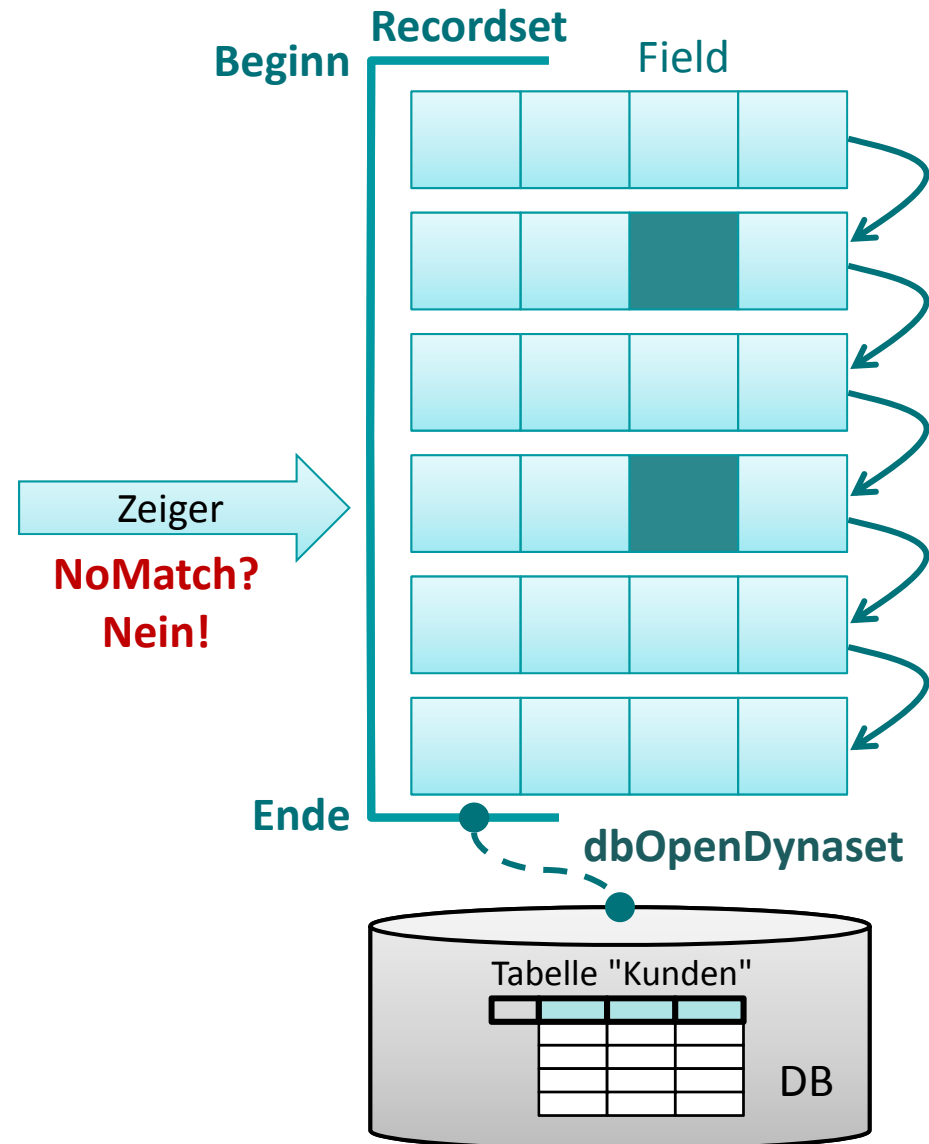 Recordset
Beginn
Field
Zeiger
NoMatch?
Nein!
Ende
dbOpenDynaset
Tabelle "Kunden"
DB